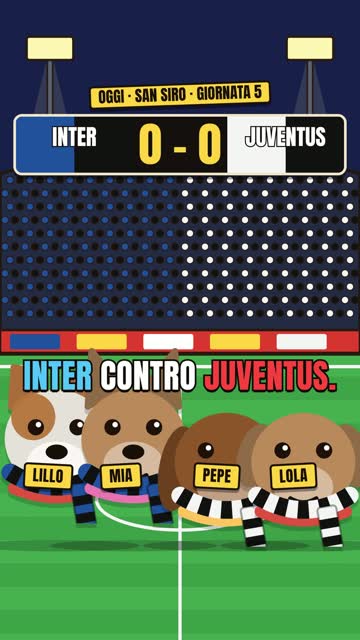 OGGI · SAN SIRO · GIORNATA 5
INTER 0 - 0 JUVENTUS
INTER CONTRO JUVENTUS.
LILLO MIA PEPE LOLA